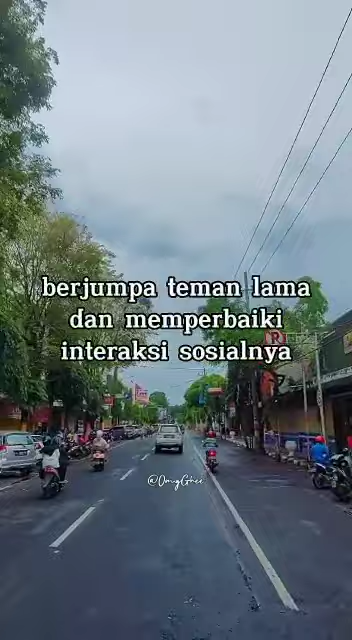 berjumpa teman lama
dan memperbaiki
interaksi sosialnya